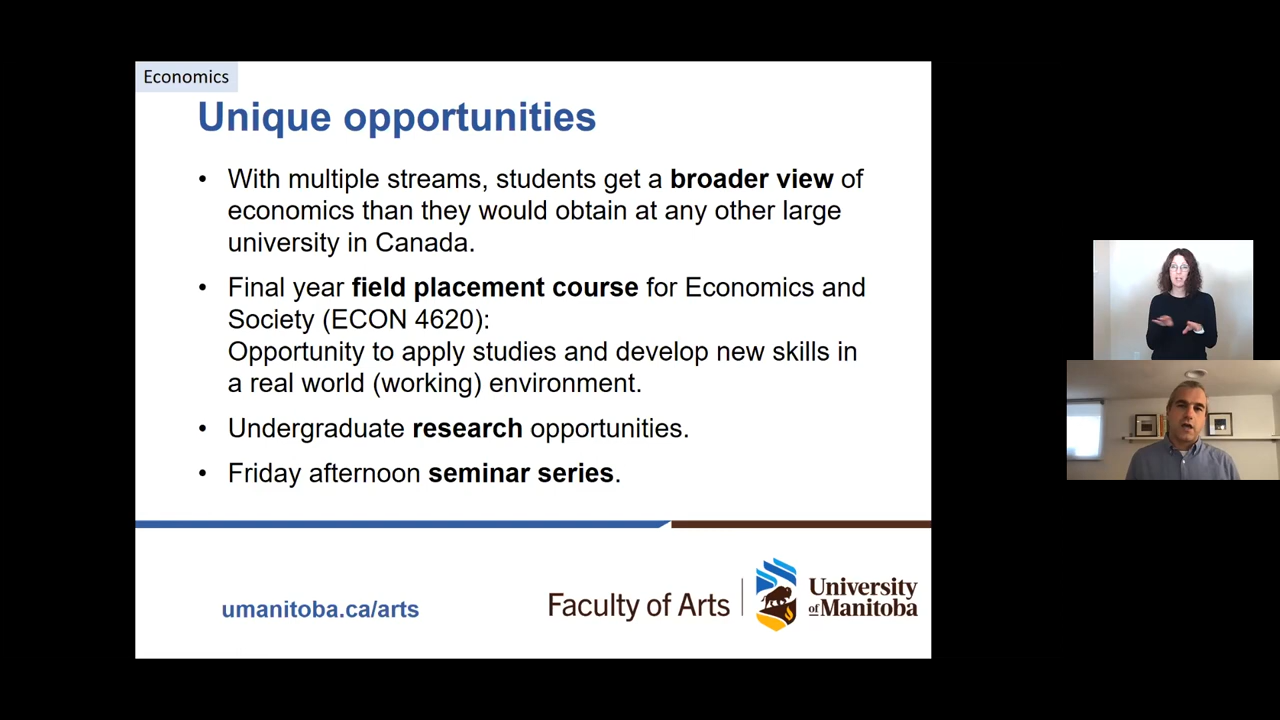 Economics
Unique opportunities
• With multiple streams, students get a broader view of
economics than they would obtain at any other large
university in Canada.
• Final year field placement course for Economics and
Society (ECON 4620):
Opportunity to apply studies and develop new skills in
a real world (working) environment.
• Undergraduate research opportunities.
• Friday afternoon seminar series.
umanitoba.ca/arts
Faculty of Arts
University
of Manitoba